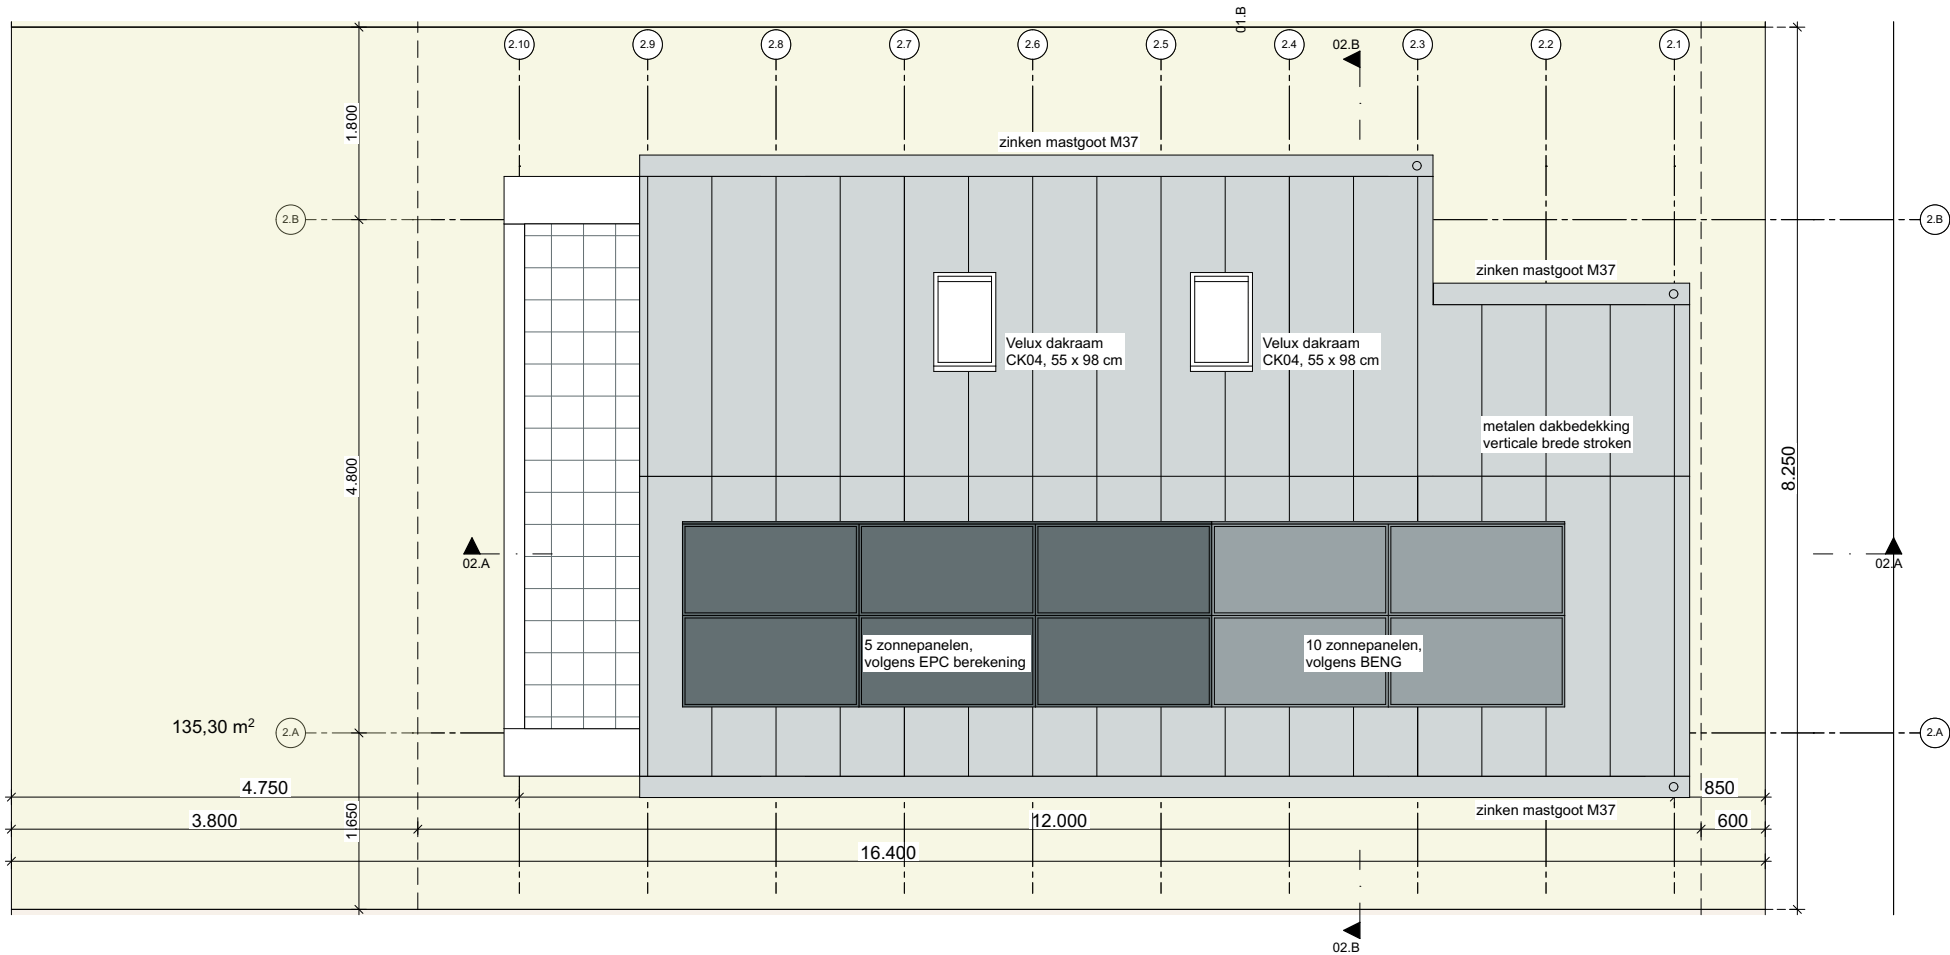 01.B
2.10
2.9
2.8
2.7
2.6
2.5
2.4
02.B
2.3
2.2
2.1
1.800
zinken mastgoot M37
2.B
2.B
zinken mastgoot M37
Velux dakraam
CK04, 55 x 98 cm
Velux dakraam
CK04, 55 x 98 cm
metalen dakbedekking
verticale brede stroken
4.800
8.250
02.A
02.A
5 zonnepanelen,
volgens EPC berekening
10 zonnepanelen,
volgens BENG
135,30 m²
2.A
2.A
4.750
850
zinken mastgoot M37
3.800
1.650
12.000
600
16.400
02.B